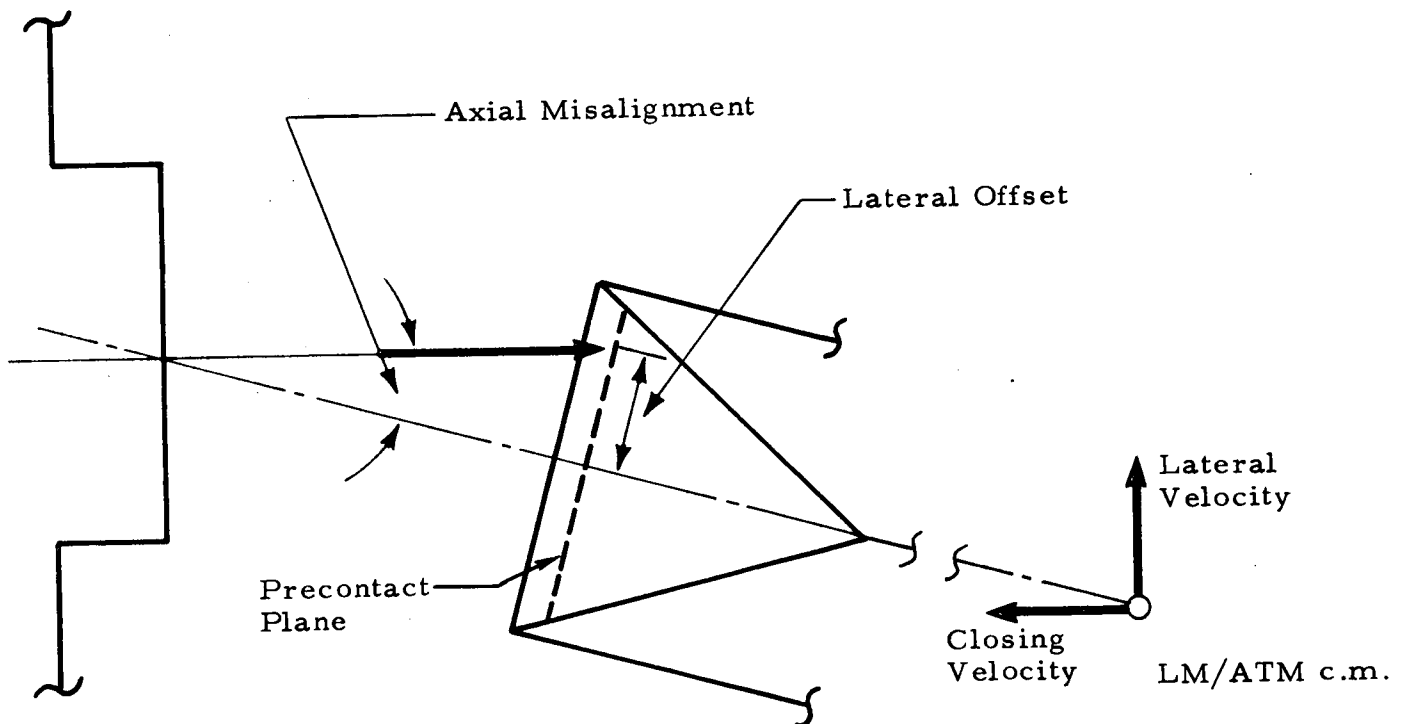 Axial Misalignment
Lateral Offset
Lateral
Velocity
Precontact
Plane
Closing
Velocity
LM/ATM c.m.